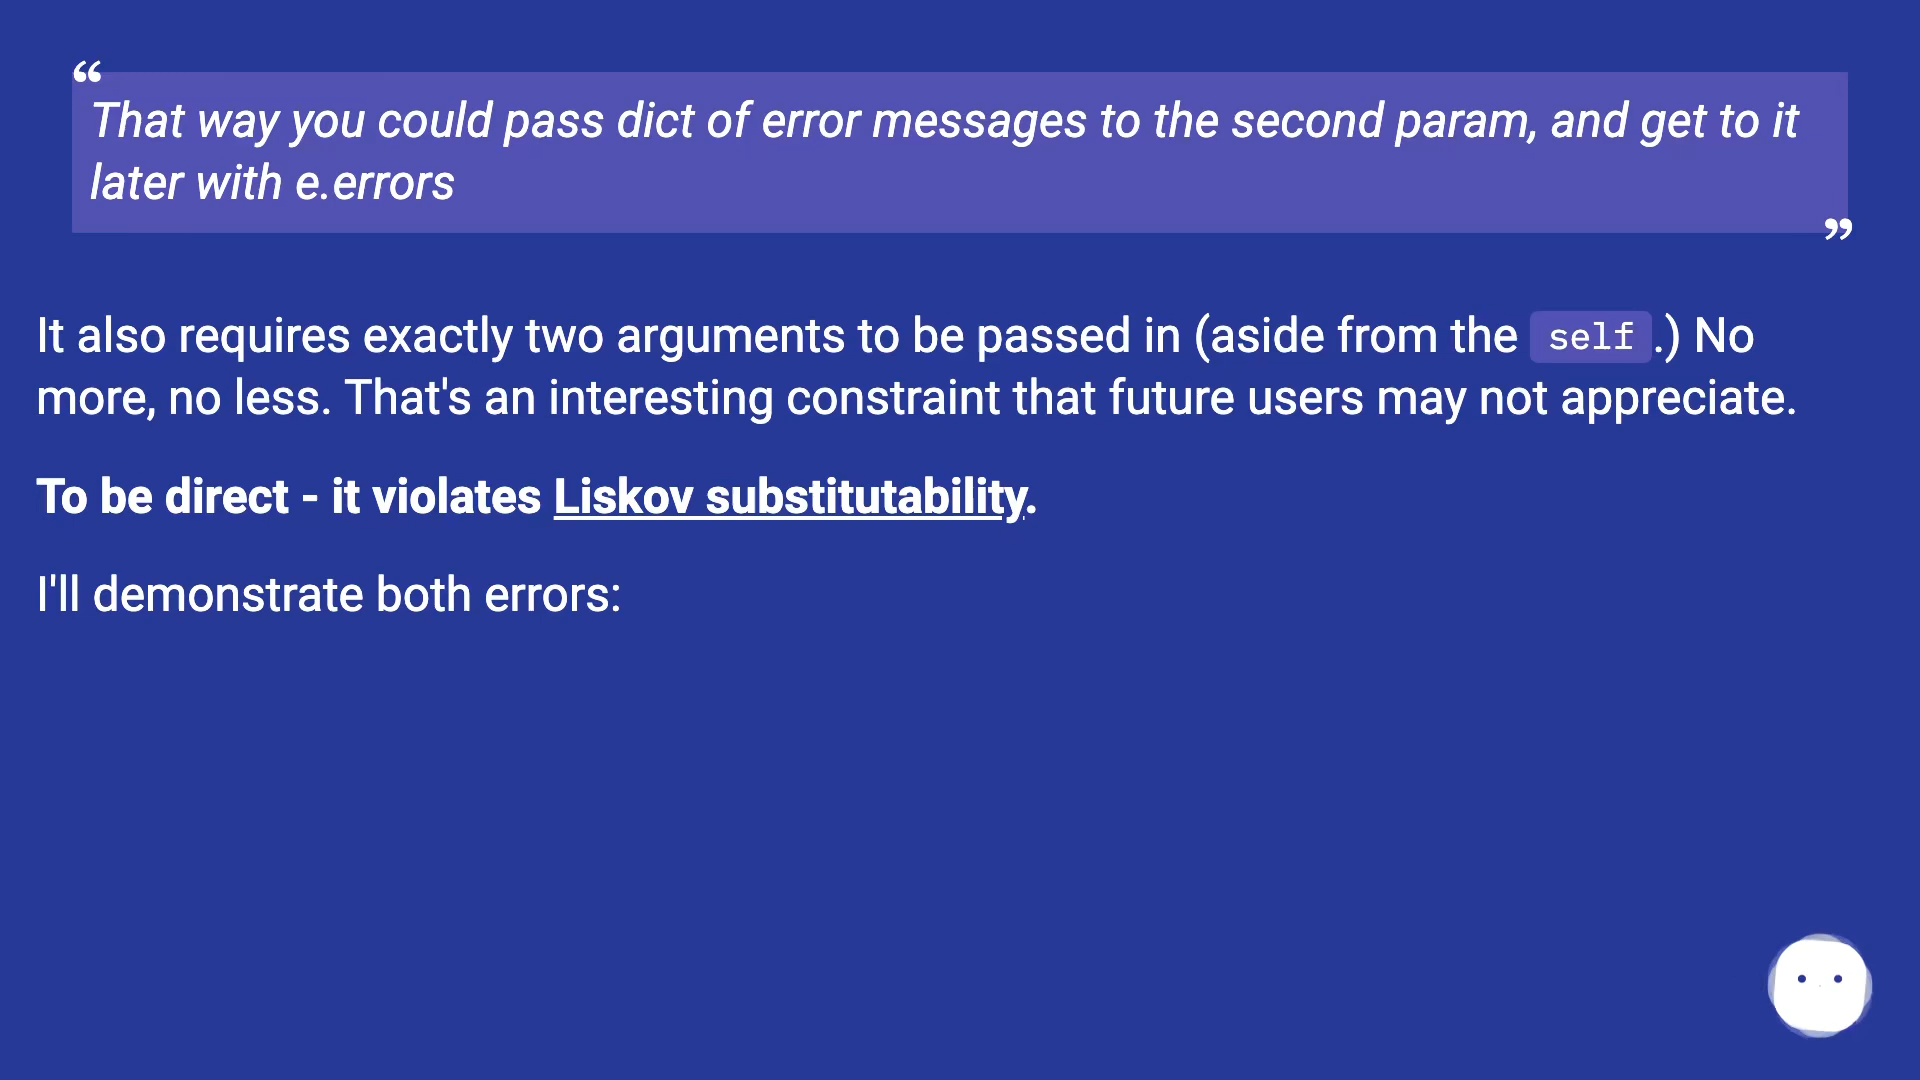 “
That way you could pass dict of error messages to the second param, and get to it
later with e.errors
”
It also requires exactly two arguments to be passed in (aside from the self.) No
more, no less. That's an interesting constraint that future users may not appreciate.
To be direct - it violates Liskov substitutability.
I'll demonstrate both errors: